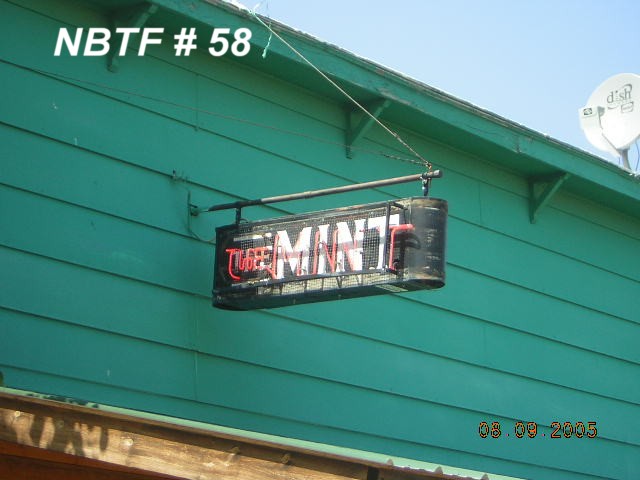 NBTF # 58
dish
THE MINT
08.09.2005